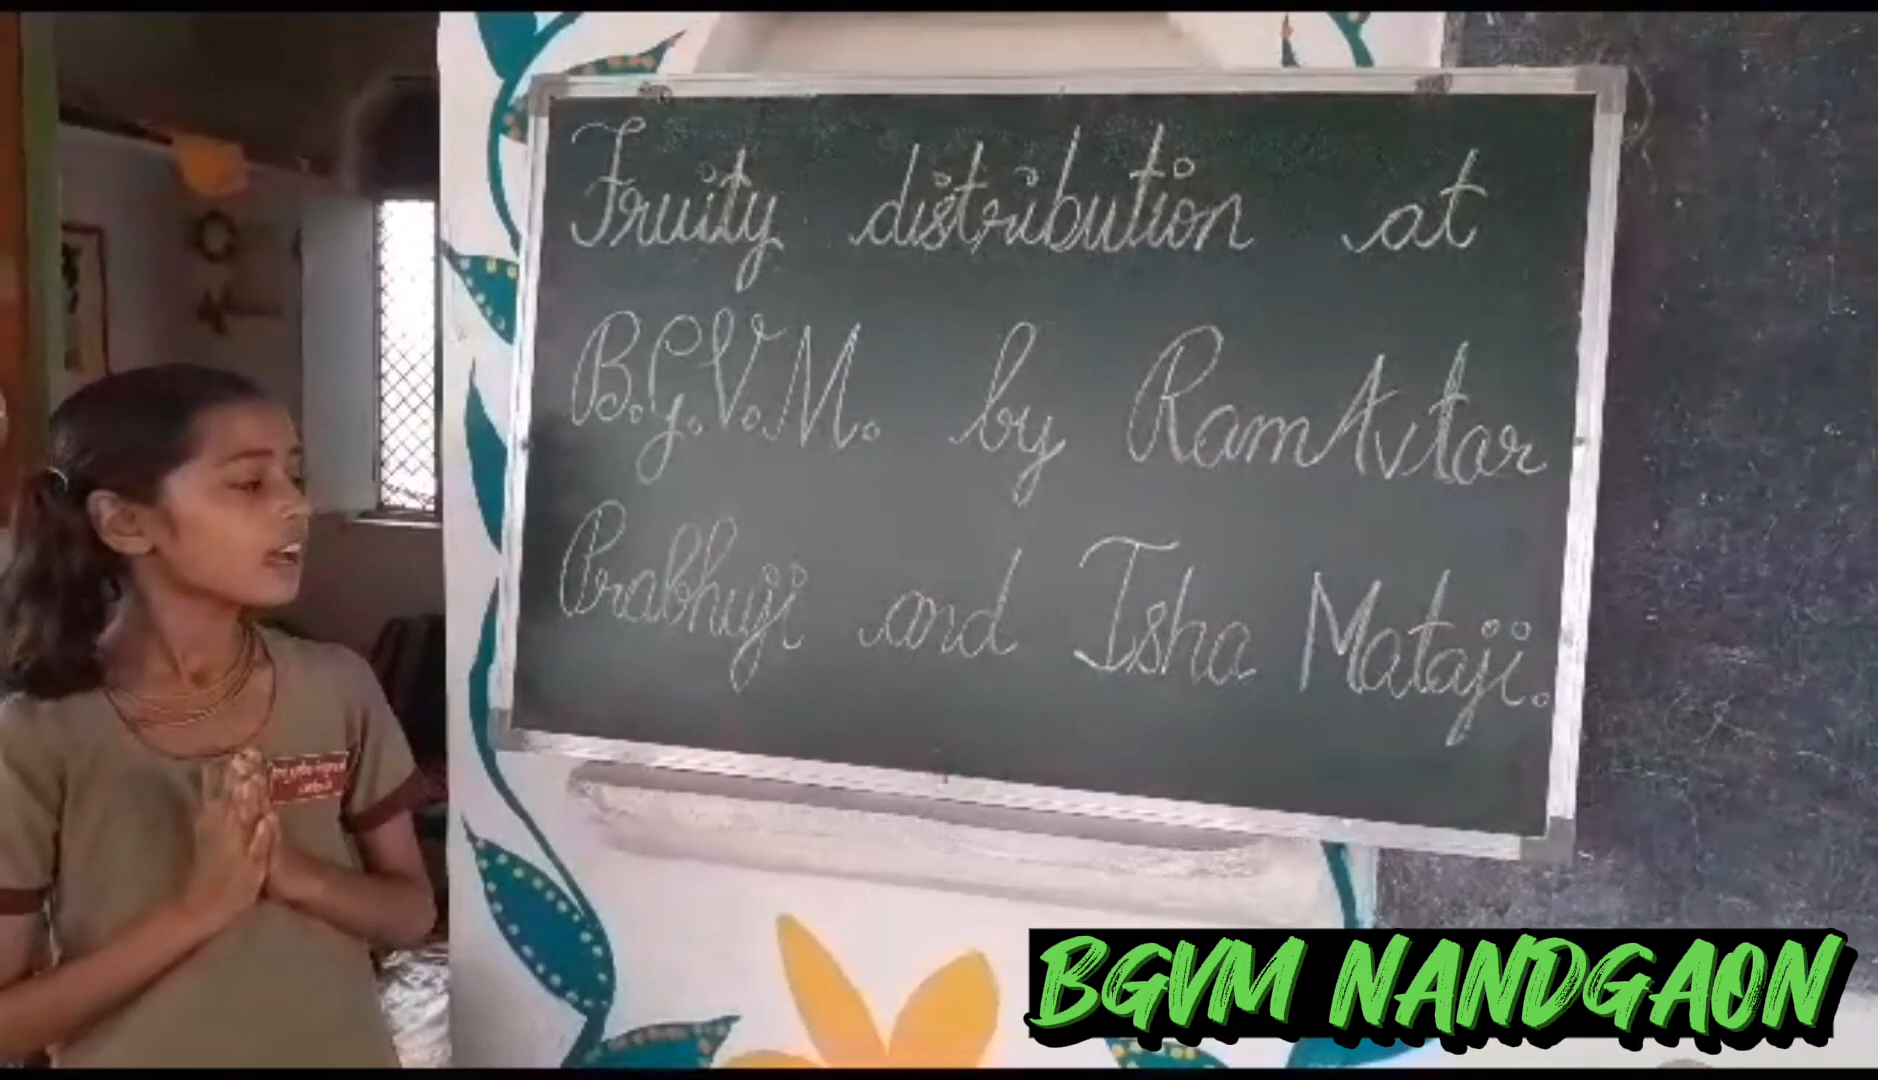 Fruity distribution at
B.G.V.M. by RamAvtar
Prabhuji and Isha Mataji.
BGVM NANDGAON